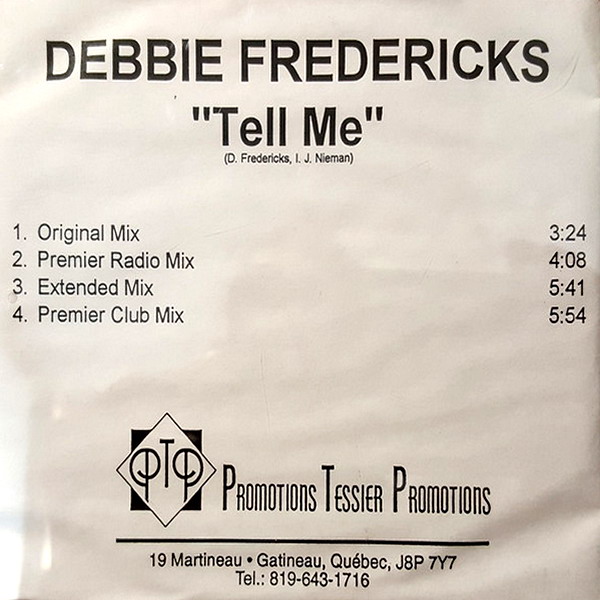 DEBBIE FREDERICKS
"Tell Me"
(D. Fredericks, I. J. Nieman)
1. Original Mix 3:24
2. Premier Radio Mix 4:08
3. Extended Mix 5:41
4. Premier Club Mix 5:54
PTP PROMOTIONS TESSIER PROMOTIONS
19 Martineau • Gatineau, Québec, J8P 7Y7
Tel.: 819-643-1716